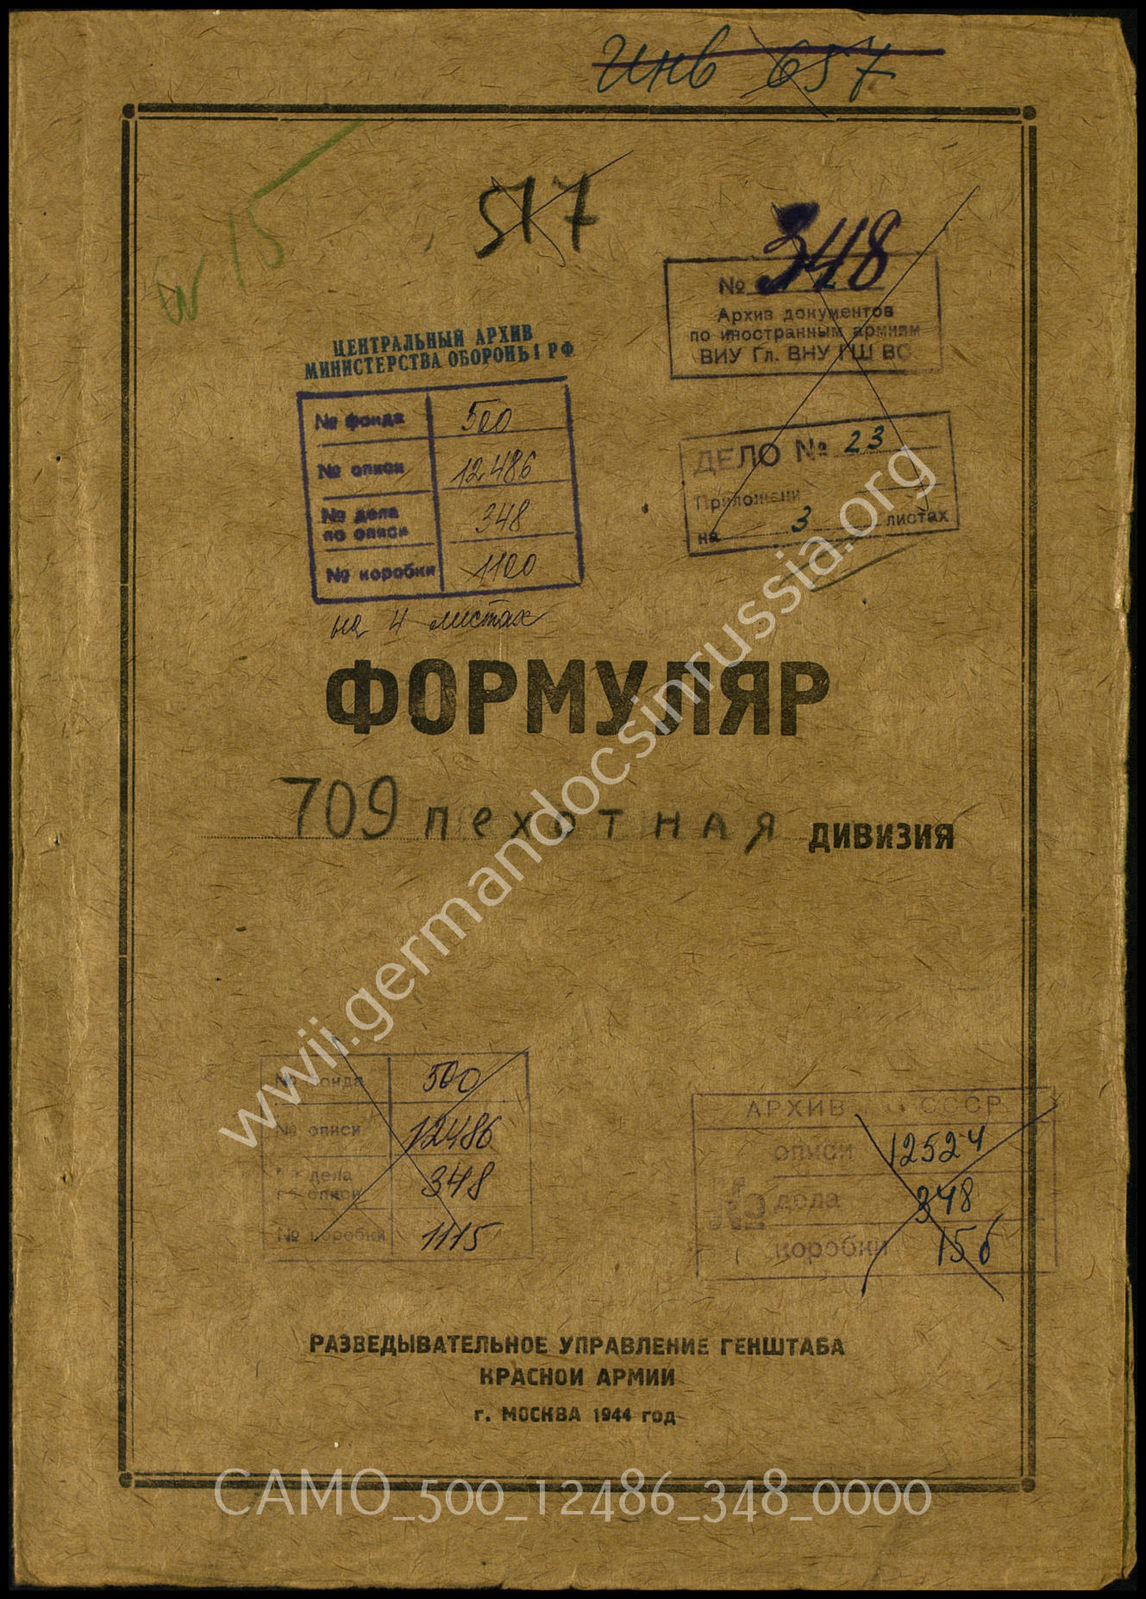 Инв 657
517
15
№ 348
Архив документов
по иностранным армиям
ВИУ Гл. ВНУ ГШ ВС
ЦЕНТРАЛЬНЫЙ АРХИВ
МИНИСТЕРСТВА ОБОРОНЫ РФ
№ фонда 500
№ описи 12486
№ дела по описи 348
№ коробки 1100
на 4 листах
ДЕЛО № 23
Приложени
на 3 листах
ФОРМУЛЯР
709 пехотная ДИВИЗИЯ
№ фонда 500
№ описи 12486
дела по описи 348
№ коробки 1115
АРХИВ СССР
описи 12524
№ дела 348
коробки 156
РАЗВЕДЫВАТЕЛЬНОЕ УПРАВЛЕНИЕ ГЕНШТАБА
КРАСНОЙ АРМИИ
г. МОСКВА 1944 год
wwii.germandocsinrussia.org
CAMO_500_12486_348_0000